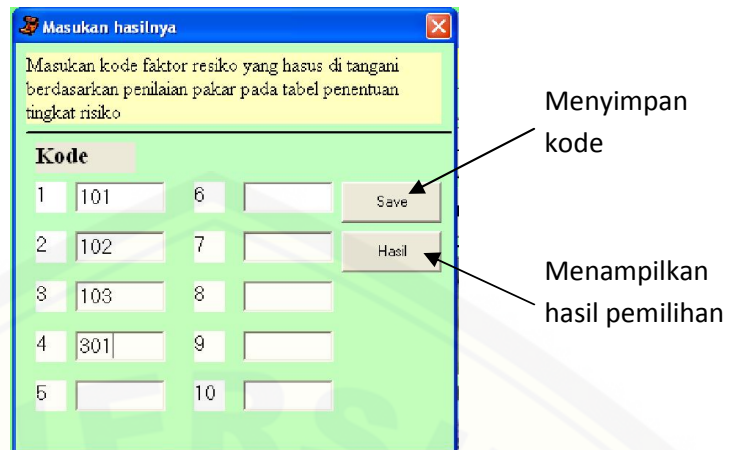 Masukan hasilnya
Masukan kode faktor resiko yang hasus di tangani
berdasarkan penilaian pakar pada tabel penentuan
tingkat risiko
Kode
1 101 6 Save
2 102 7 Hasil
3 103 8
4 301 9
5 10
Menyimpan
kode
Menampilkan
hasil pemilihan